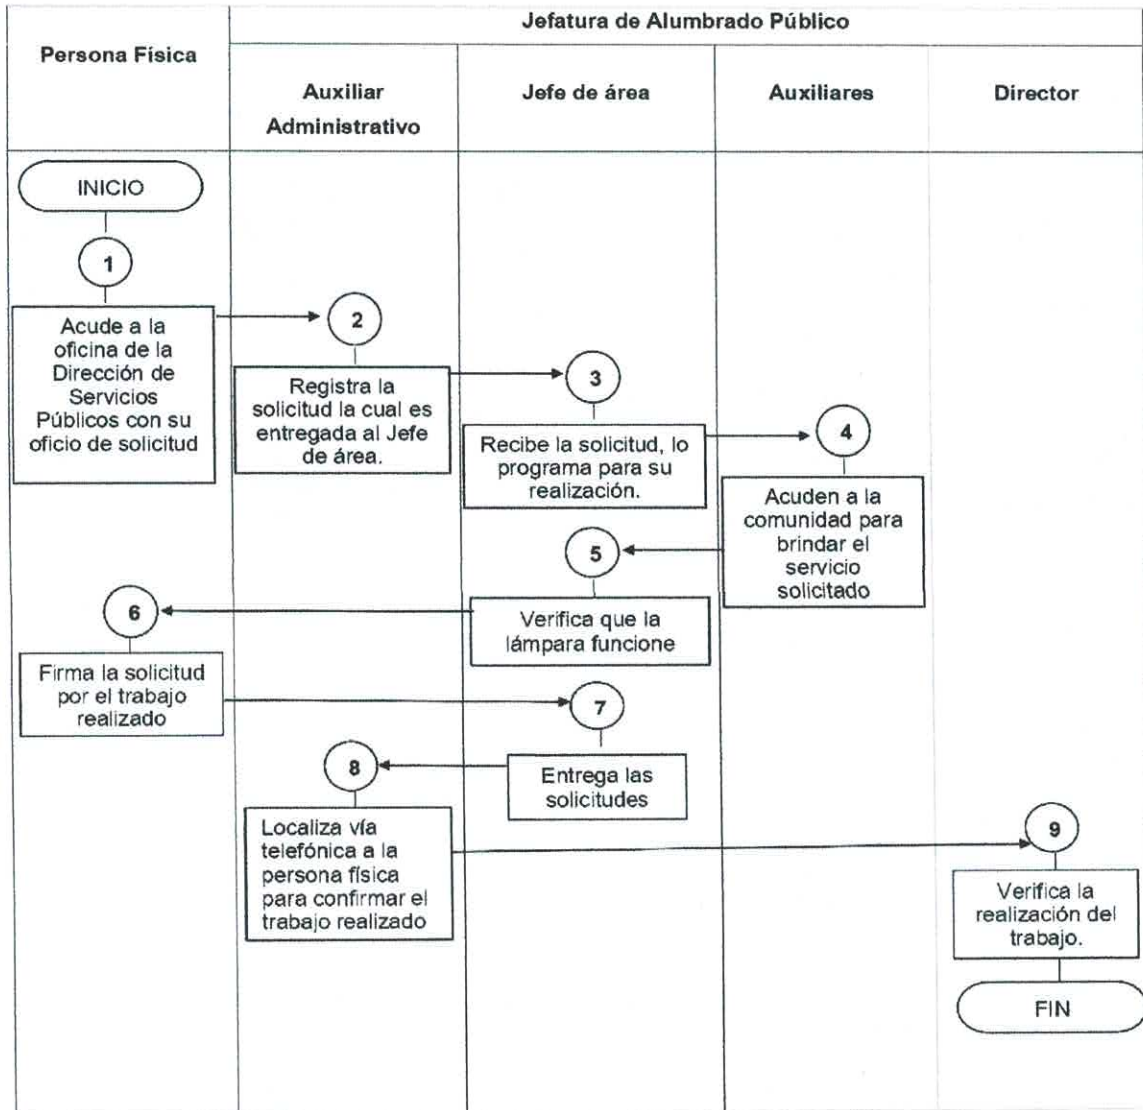 Jefatura de Alumbrado Público
Persona Física
Auxiliar
Administrativo
Jefe de área
Auxiliares
Director
INICIO
1
Acude a la
oficina de la
Dirección de
Servicios
Públicos con su
oficio de solicitud
2
Registra la
solicitud la cual es
entregada al Jefe
de área.
3
Recibe la solicitud, lo
programa para su
realización.
4
Acuden a la
comunidad para
brindar el
servicio
solicitado
5
Verifica que la
lámpara funcione
6
Firma la solicitud
por el trabajo
realizado
7
Entrega las
solicitudes
8
Localiza vía
telefónica a la
persona física
para confirmar el
trabajo realizado
9
Verifica la
realización del
trabajo.
FIN